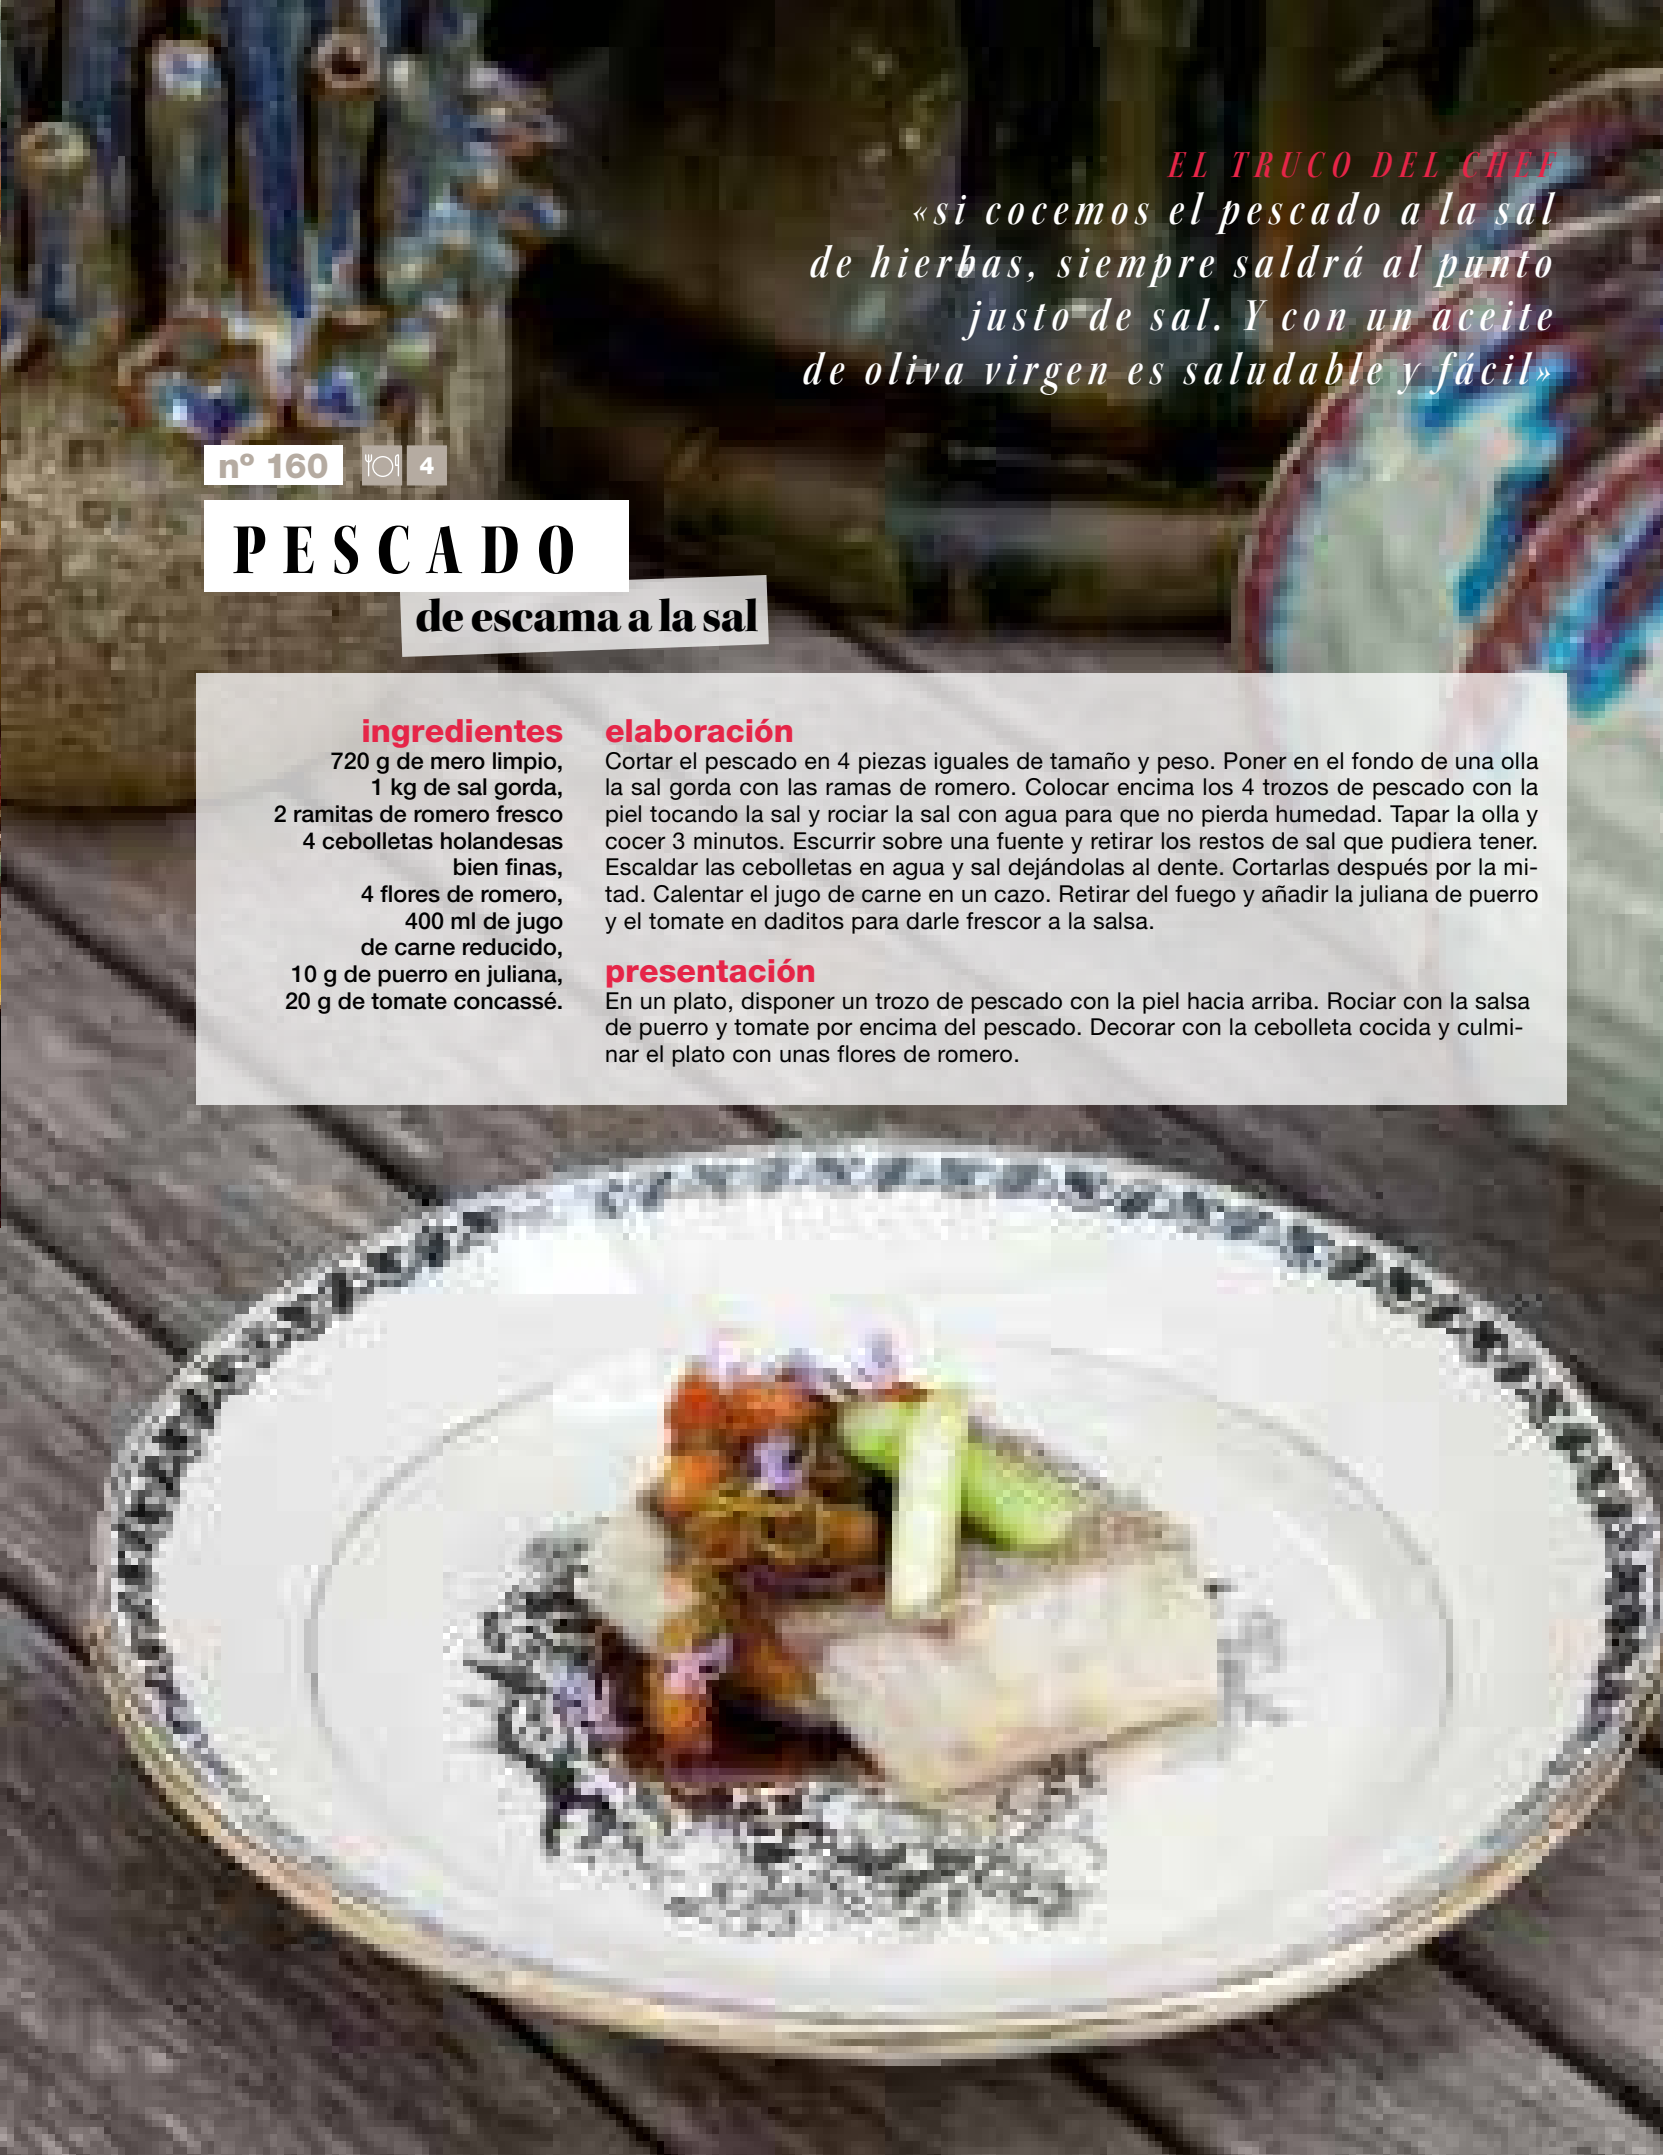 EL TRUCO DEL CHEF
«si cocemos el pescado a la sal
de hierbas, siempre saldrá al punto
justo de sal. Y con un aceite
de oliva virgen es saludable y fácil»
nº 160 4
PESCADO
de escama a la sal
ingredientes
720 g de mero limpio,
1 kg de sal gorda,
2 ramitas de romero fresco
4 cebolletas holandesas
bien finas,
4 flores de romero,
400 ml de jugo
de carne reducido,
10 g de puerro en juliana,
20 g de tomate concassé.
elaboración
Cortar el pescado en 4 piezas iguales de tamaño y peso. Poner en el fondo de una olla
la sal gorda con las ramas de romero. Colocar encima los 4 trozos de pescado con la
piel tocando la sal y rociar la sal con agua para que no pierda humedad. Tapar la olla y
cocer 3 minutos. Escurrir sobre una fuente y retirar los restos de sal que pudiera tener.
Escaldar las cebolletas en agua y sal dejándolas al dente. Cortarlas después por la mi-
tad. Calentar el jugo de carne en un cazo. Retirar del fuego y añadir la juliana de puerro
y el tomate en daditos para darle frescor a la salsa.
presentación
En un plato, disponer un trozo de pescado con la piel hacia arriba. Rociar con la salsa
de puerro y tomate por encima del pescado. Decorar con la cebolleta cocida y culmi-
nar el plato con unas flores de romero.